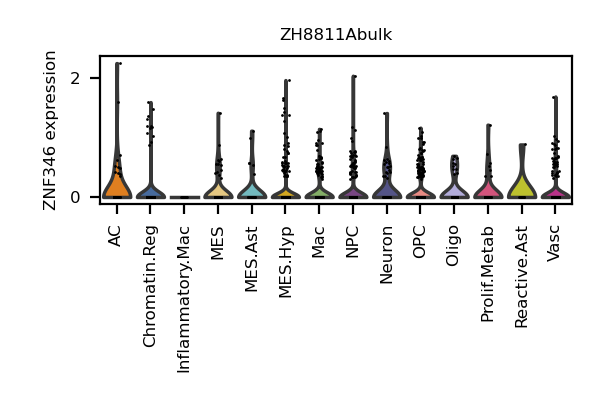 ZH8811Abulk
ZNF346 expression
2
0
AC
Chromatin.Reg
Inflammatory.Mac
MES
MES.Ast
MES.Hyp
Mac
NPC
Neuron
OPC
Oligo
Prolif.Metab
Reactive.Ast
Vasc